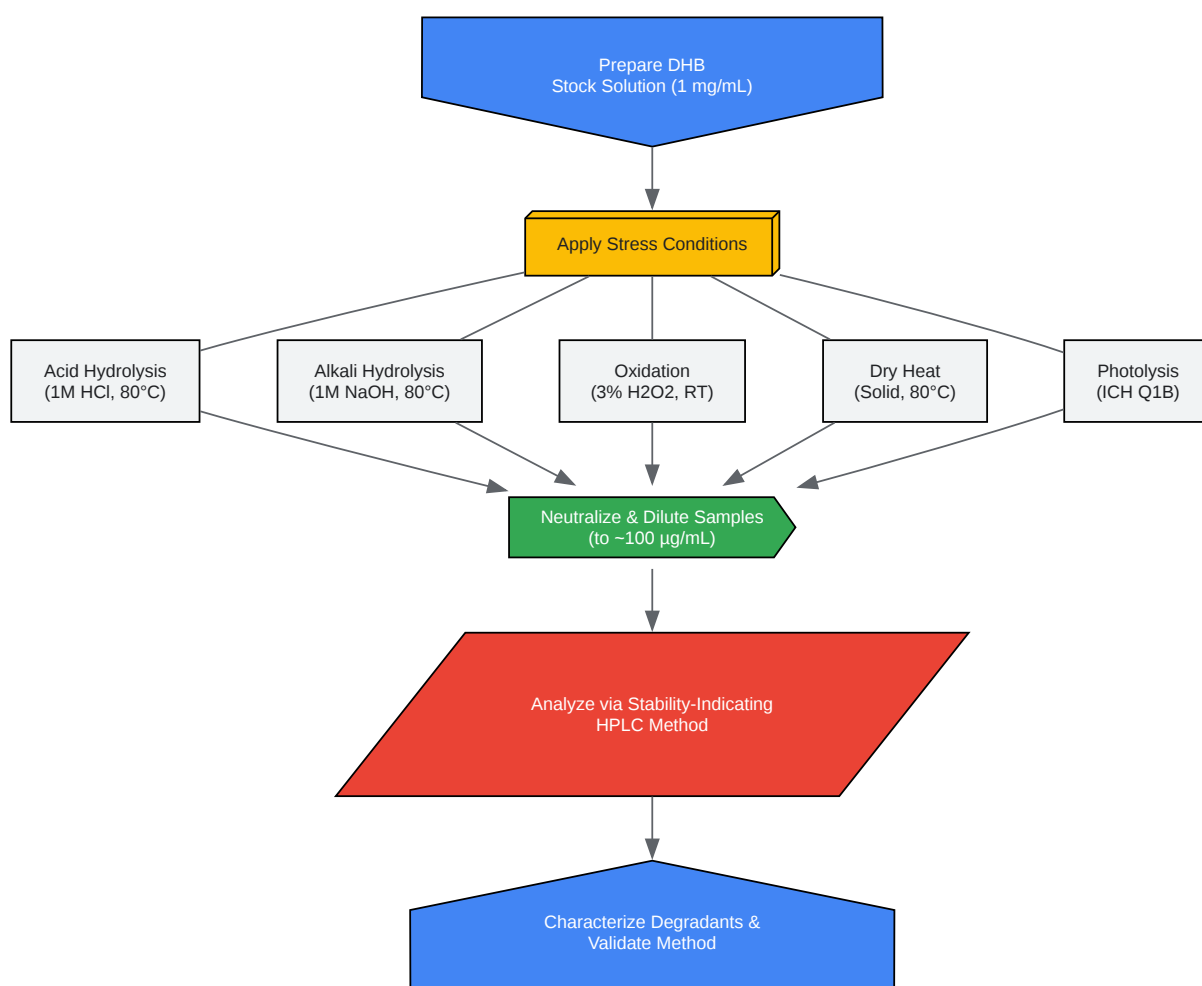 Prepare DHB
Stock Solution (1 mg/mL)
Apply Stress Conditions
Acid Hydrolysis
(1M HCl, 80°C)
Alkali Hydrolysis
(1M NaOH, 80°C)
Oxidation
(3% H2O2, RT)
Dry Heat
(Solid, 80°C)
Photolysis
(ICH Q1B)
Neutralize & Dilute Samples
(to ~100 µg/mL)
Analyze via Stability-Indicating
HPLC Method
Characterize Degradants &
Validate Method